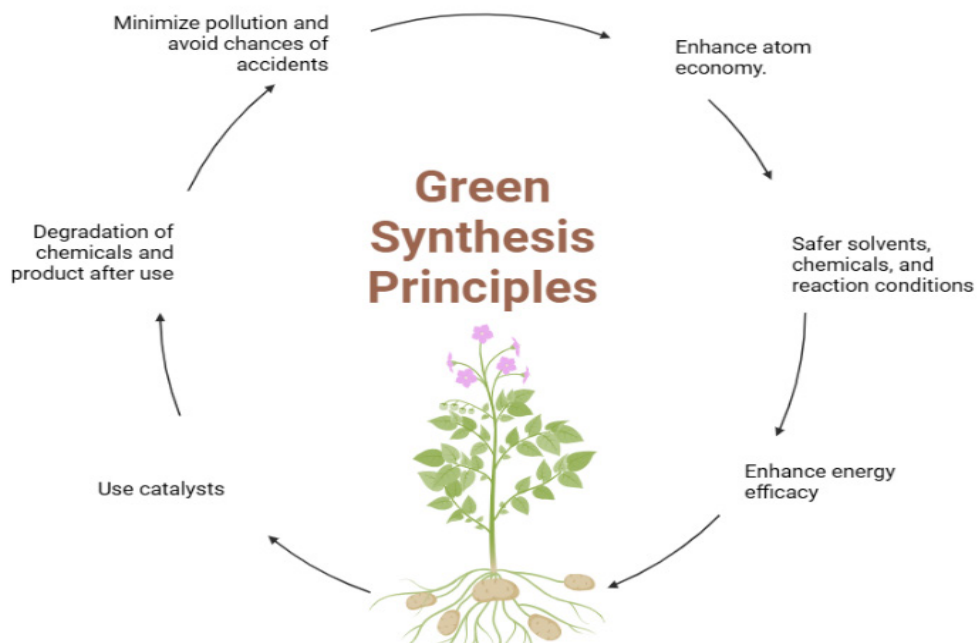 Minimize pollution and
avoid chances of
accidents
Enhance atom
economy.
Safer solvents,
chemicals, and
reaction conditions
Enhance energy
efficacy
Use catalysts
Degradation of
chemicals and
product after use
Green
Synthesis
Principles